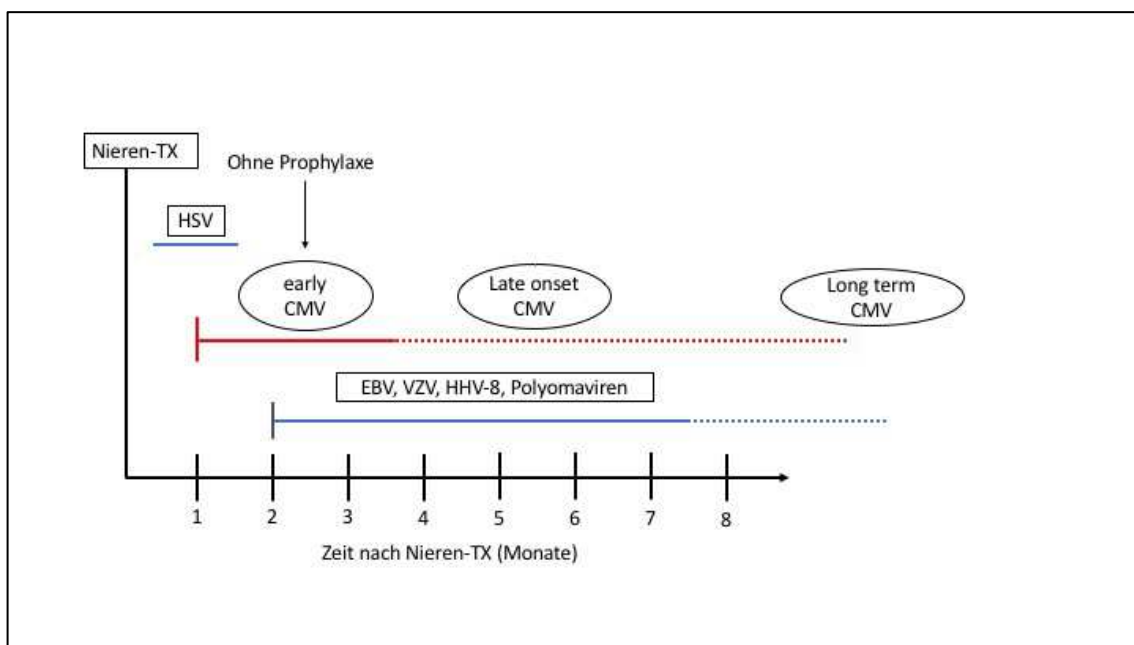 Nieren-TX
Ohne Prophylaxe
HSV
early
CMV
Late onset
CMV
Long term
CMV
EBV, VZV, HHV-8, Polyomaviren
1 2 3 4 5 6 7 8
Zeit nach Nieren-TX (Monate)